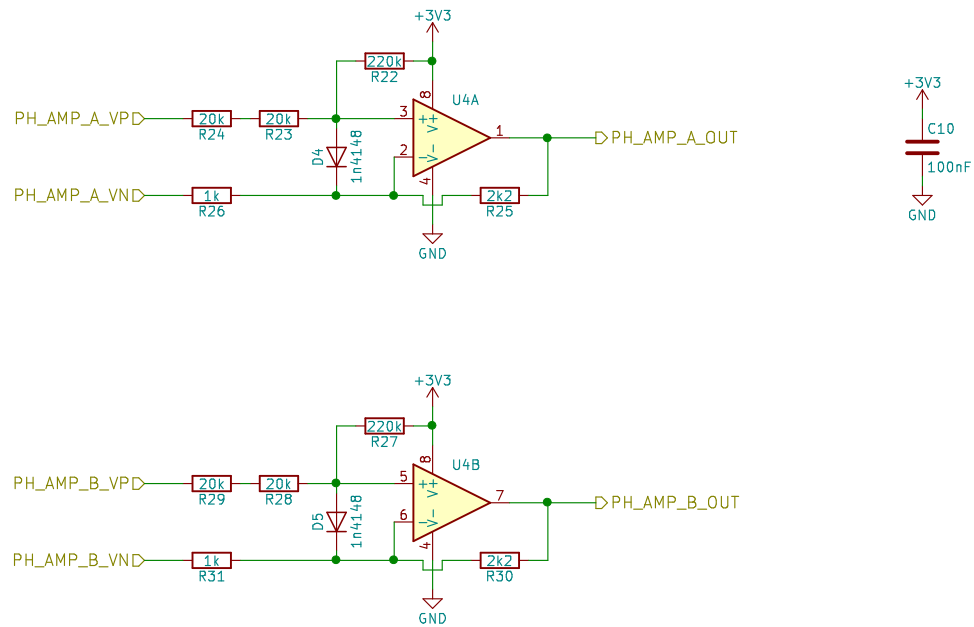 +3V3
220k
R22
8
U4A
PH_AMP_A_VP
20k
R24
20k
R23
3
+
+
V
D4
1n4148
1
PH_AMP_A_OUT
2
-
V-
4
PH_AMP_A_VN
1k
R26
2k2
R25
GND
+3V3
C10
100nF
GND
+3V3
220k
R27
8
U4B
PH_AMP_B_VP
20k
R29
20k
R28
5
+
+
V
D5
1n4148
7
PH_AMP_B_OUT
6
-
V-
4
PH_AMP_B_VN
1k
R31
2k2
R30
GND